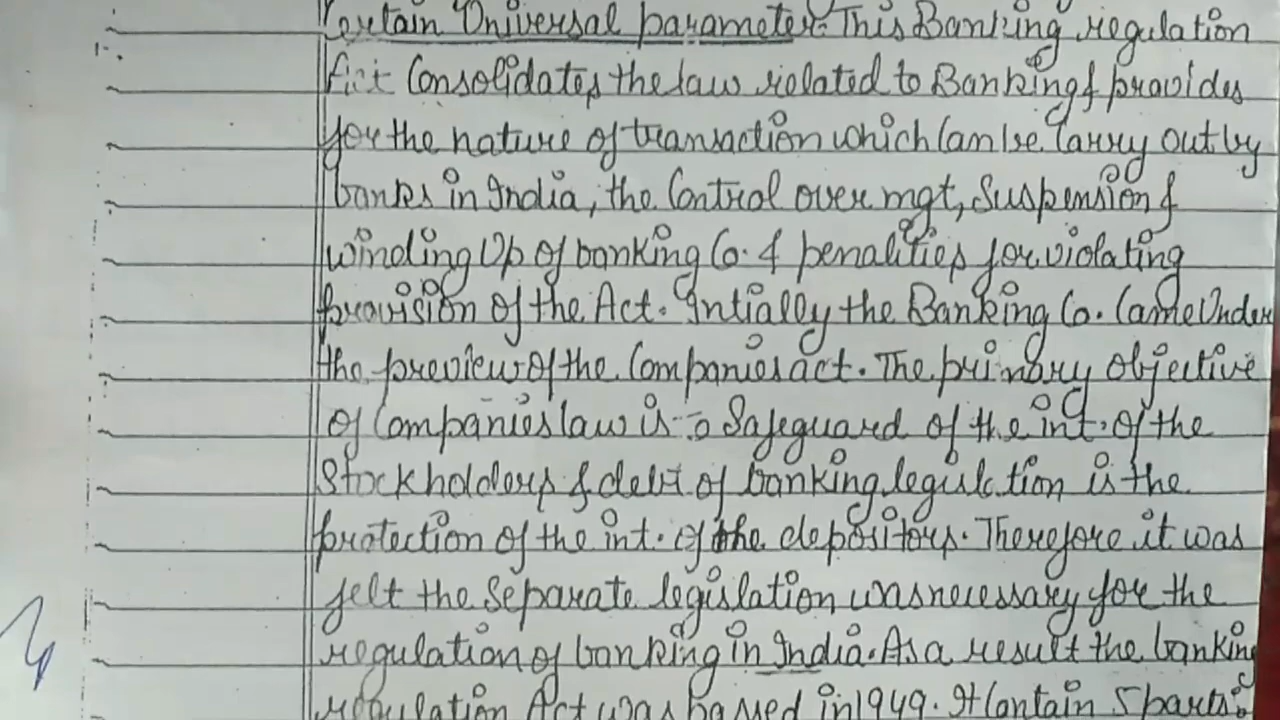 Certain Universal parameter. This Banking regulation
Act Consolidates the law related to Banking & provides
for the nature of transaction which Can be Carry out by
banks in India, the Control over mgt, Suspension &
winding Up of banking Co. & penalities for violating
provision of the Act. Intially the Banking Co. Came Under
the preview of the Companies act. The primary objective
of Companies law is a Safeguard of the int. of the
Stock holders & debt of banking legislation is the
protection of the int. of the depositors. Therefore it was
felt the Separate legislation was necessary for the
regulation of banking in India. As a result the banking
regulation Act was passed in 1949. It Contain 5 parts: